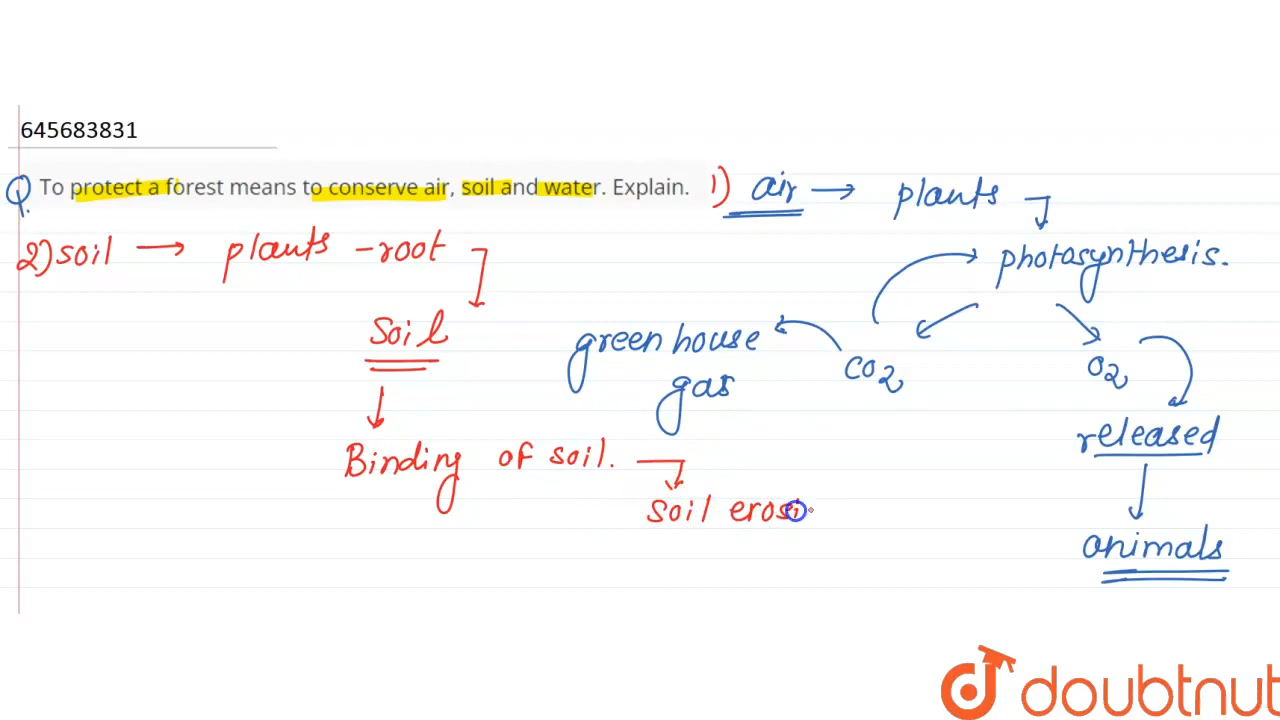 645683831
Q. To protect a forest means to conserve air, soil and water. Explain.
1) air → plants
photosynthesis.
CO2
O2
green house
gas
released
animals
2) soil → plants - root
Soil
Binding of soil.
soil erosi
doubtnut